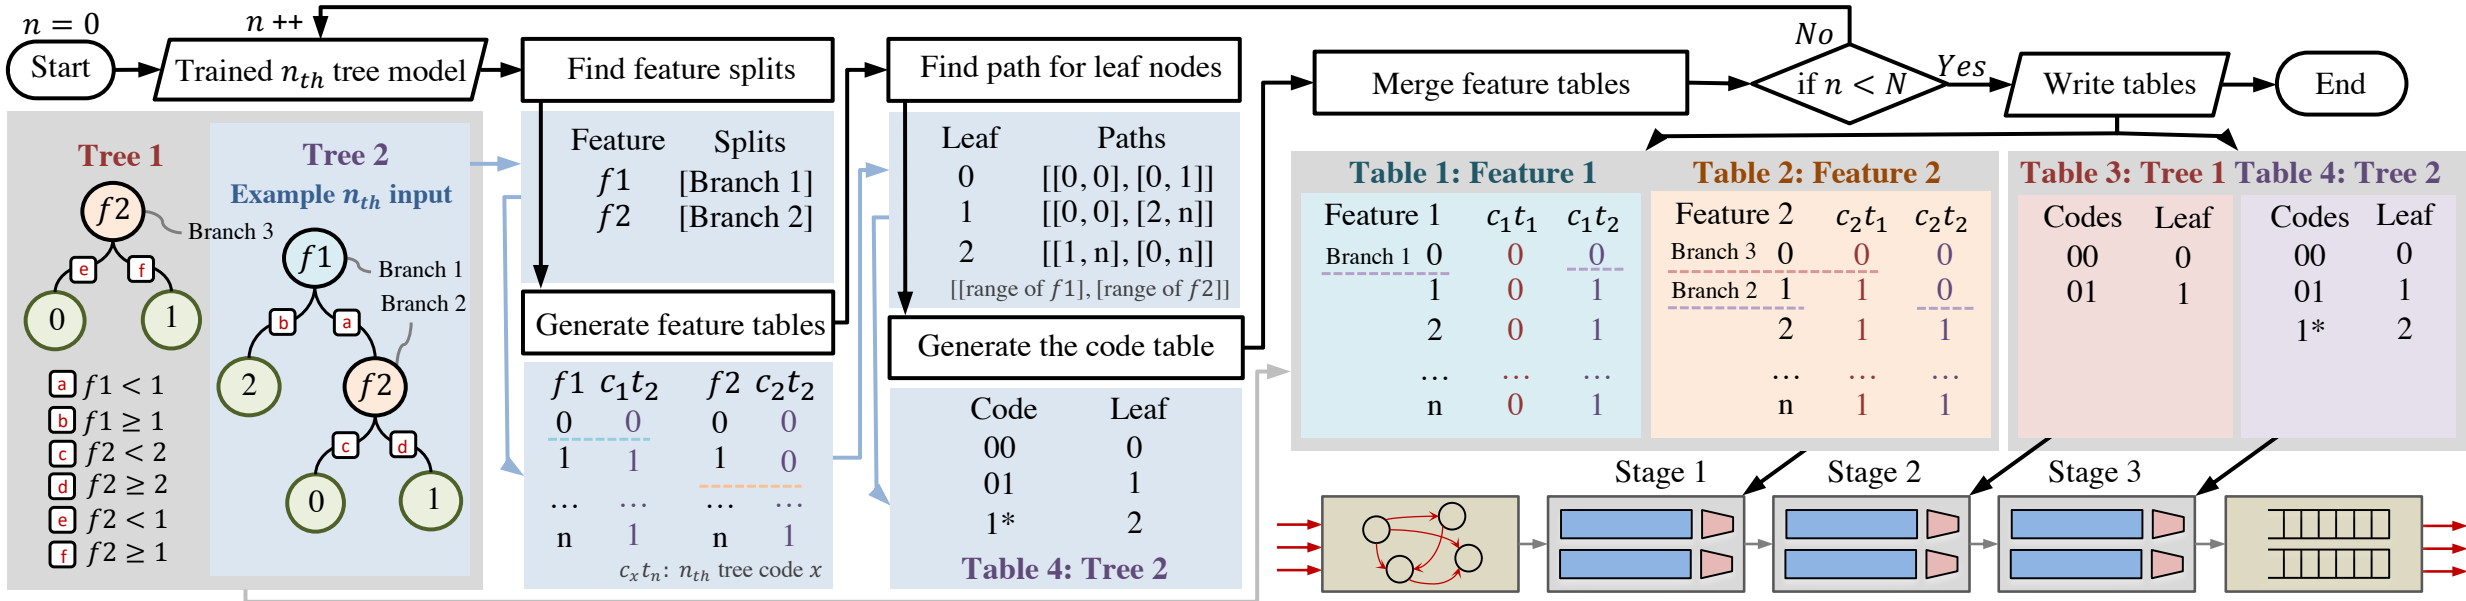 n = 0
n ++
Start
Trained nth tree model
Find feature splits
Find path for leaf nodes
Merge feature tables
No
if n < N
Yes
Write tables
End
Tree 1
f2
Branch 3
e f
0 1
a f1 < 1
b f1 ≥ 1
c f2 < 2
d f2 ≥ 2
e f2 < 1
f f2 ≥ 1
Tree 2
Example nth input
f1
Branch 1
Branch 2
b a
2 f2
c d
0 1
Feature Splits
f1 [Branch 1]
f2 [Branch 2]
Generate feature tables
f1 c1t2 f2 c2t2
0 0 0 0
1 1 1 0
... ... ... ...
n 1 n 1
cxtn: nth tree code x
Leaf Paths
0 [[0, 0], [0, 1]]
1 [[0, 0], [2, n]]
2 [[1, n], [0, n]]
[[range of f1], [range of f2]]
Generate the code table
Code Leaf
00 0
01 1
1* 2
Table 4: Tree 2
Table 1: Feature 1
Feature 1 c1t1 c1t2
Branch 1 0 0 0
1 0 1
2 0 1
... ... ...
n 0 1
Table 2: Feature 2
Feature 2 c2t1 c2t2
Branch 3 0 0 0
Branch 2 1 1 0
2 1 1
... ... ...
n 1 1
Table 3: Tree 1
Codes Leaf
00 0
01 1
Table 4: Tree 2
Codes Leaf
00 0
01 1
1* 2
Stage 1
Stage 2
Stage 3